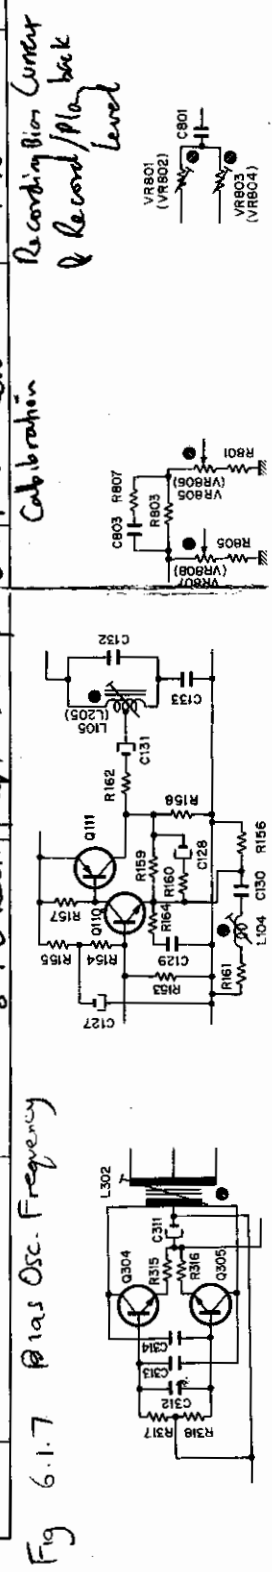 Fig 6.1.7 Bias Osc. Frequency
Calibration
Recording Bias Current
& Record/Play back
Level
L302
C311
Q304
R315
R316
Q305
C314
C313
C312
R317
R318
R155
R157
Q111
Q110
R154
C127
R153
C129
R164
R159
R160
C128
R158
R162
C131
L105
(L205)
C132
C133
R161
L104
C130
R156
C803
R807
R803
VR807
(VR808)
R805
VR805
(VR806)
R801
VR801
(VR802)
C801
VR803
(VR804)